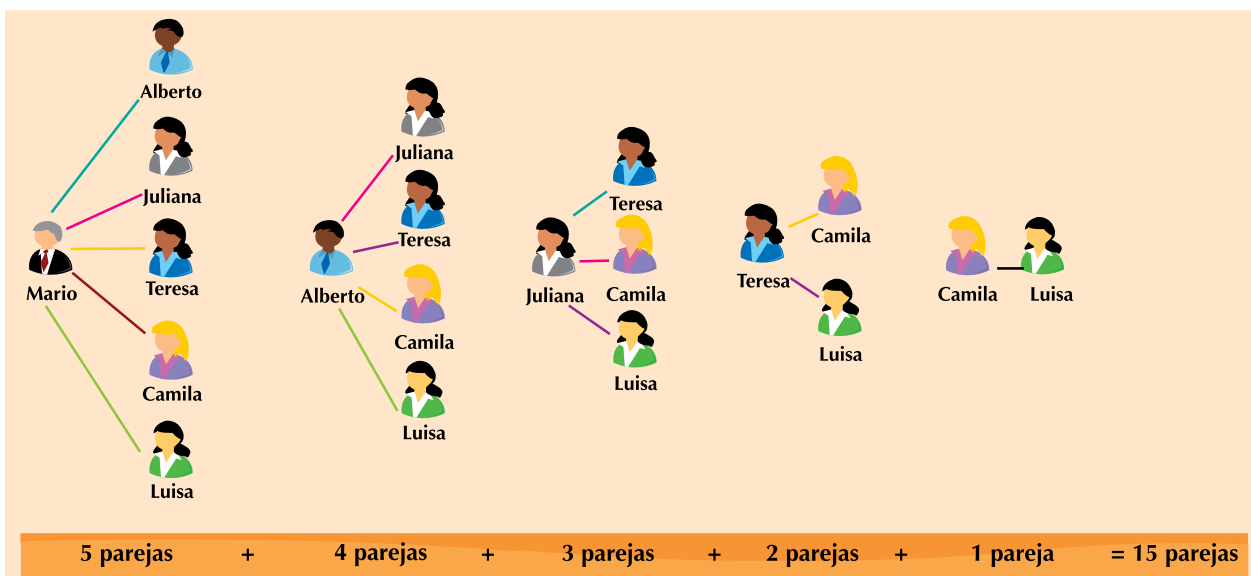 Alberto
Juliana
Mario
Teresa
Camila
Luisa
Juliana
Alberto
Teresa
Camila
Luisa
Juliana
Teresa
Camila
Luisa
Teresa
Camila
Luisa
Camila
Luisa
5 parejas + 4 parejas + 3 parejas + 2 parejas + 1 pareja = 15 parejas